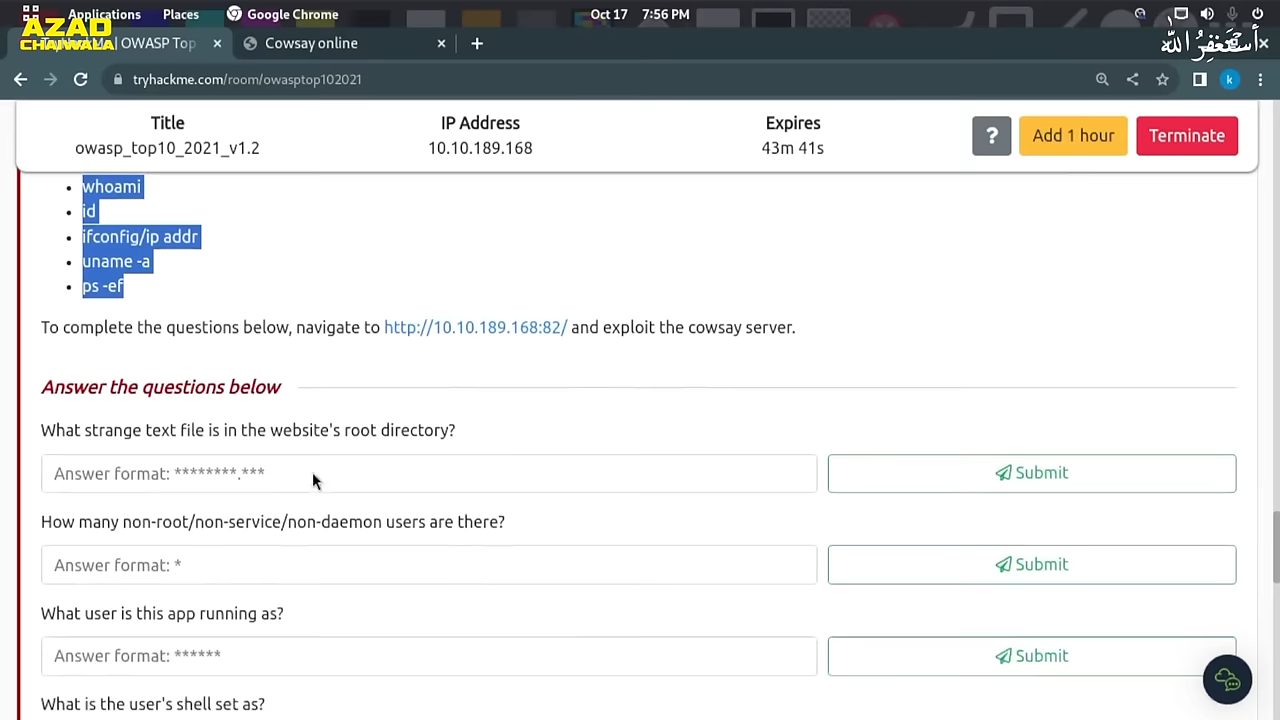 Applications Places Google Chrome Oct 17 7:56 PM
AZAD
CHAIWALA
OWASP Top
Cowsay online
أستغفر الله
tryhackme.com/room/owasptop102021
k
Title IP Address Expires
owasp_top10_2021_v1.2 10.10.189.168 43m 41s
? Add 1 hour Terminate
whoami
id
ifconfig/ip addr
uname -a
ps -ef
To complete the questions below, navigate to http://10.10.189.168:82/ and exploit the cowsay server.
Answer the questions below
What strange text file is in the website's root directory?
Answer format: ********.*** Submit
How many non-root/non-service/non-daemon users are there?
Answer format: * Submit
What user is this app running as?
Answer format: ****** Submit
What is the user's shell set as?